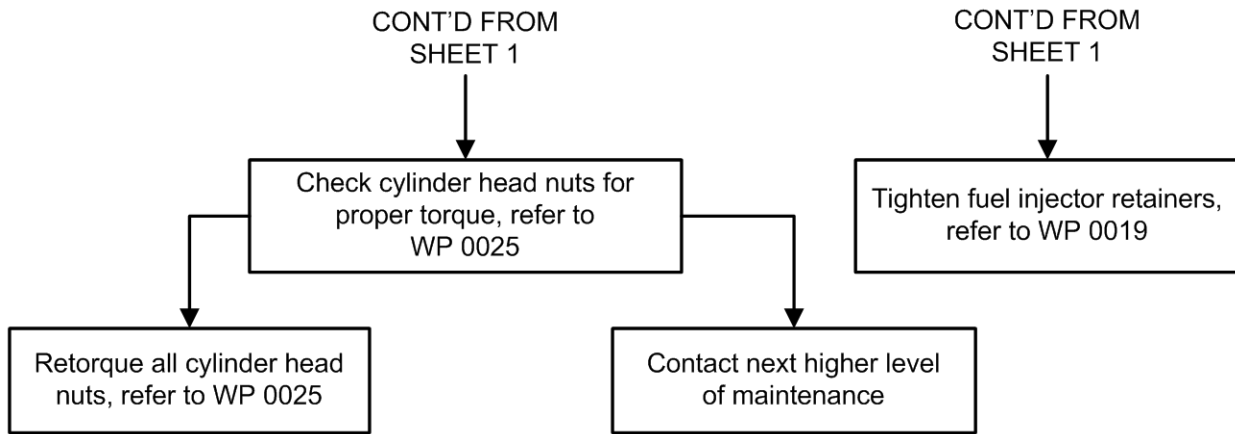 CONT’D FROM
SHEET 1
CONT’D FROM
SHEET 1
Check cylinder head nuts for
proper torque, refer to
WP 0025
Tighten fuel injector retainers,
refer to WP 0019
Retorque all cylinder head
nuts, refer to WP 0025
Contact next higher level
of maintenance